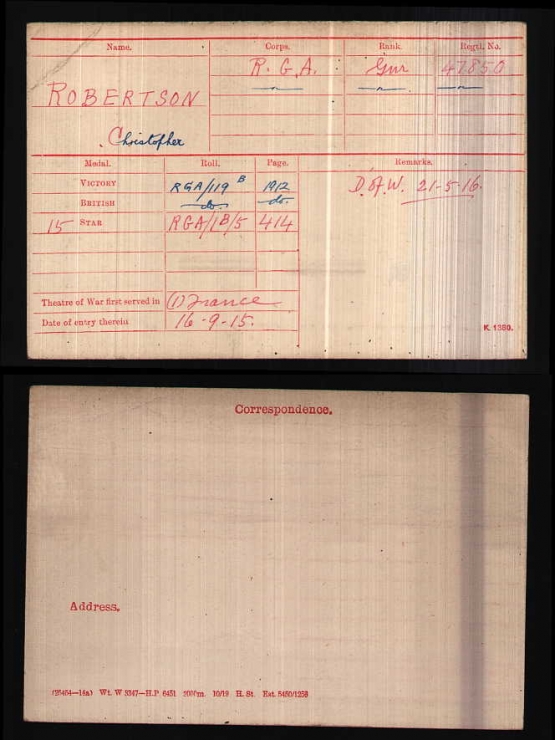 Name. Corps. Rank. Regtl. No.
ROBERTSON R.G.A. Gnr 47850
Christopher
Medal. Roll. Page. Remarks.
VICTORY RGA/119 B 1912 D. of W. 21-5-16.
BRITISH do. do.
15 STAR RGA/1B/5 414
Theatre of War first served in (1) France
Date of entry therein 16-9-15.
K. 1380.
Correspondence.
Address.
Wt. W 3347—H.P. 6451 200m. 10/19 H. St. Est. 5450/1258